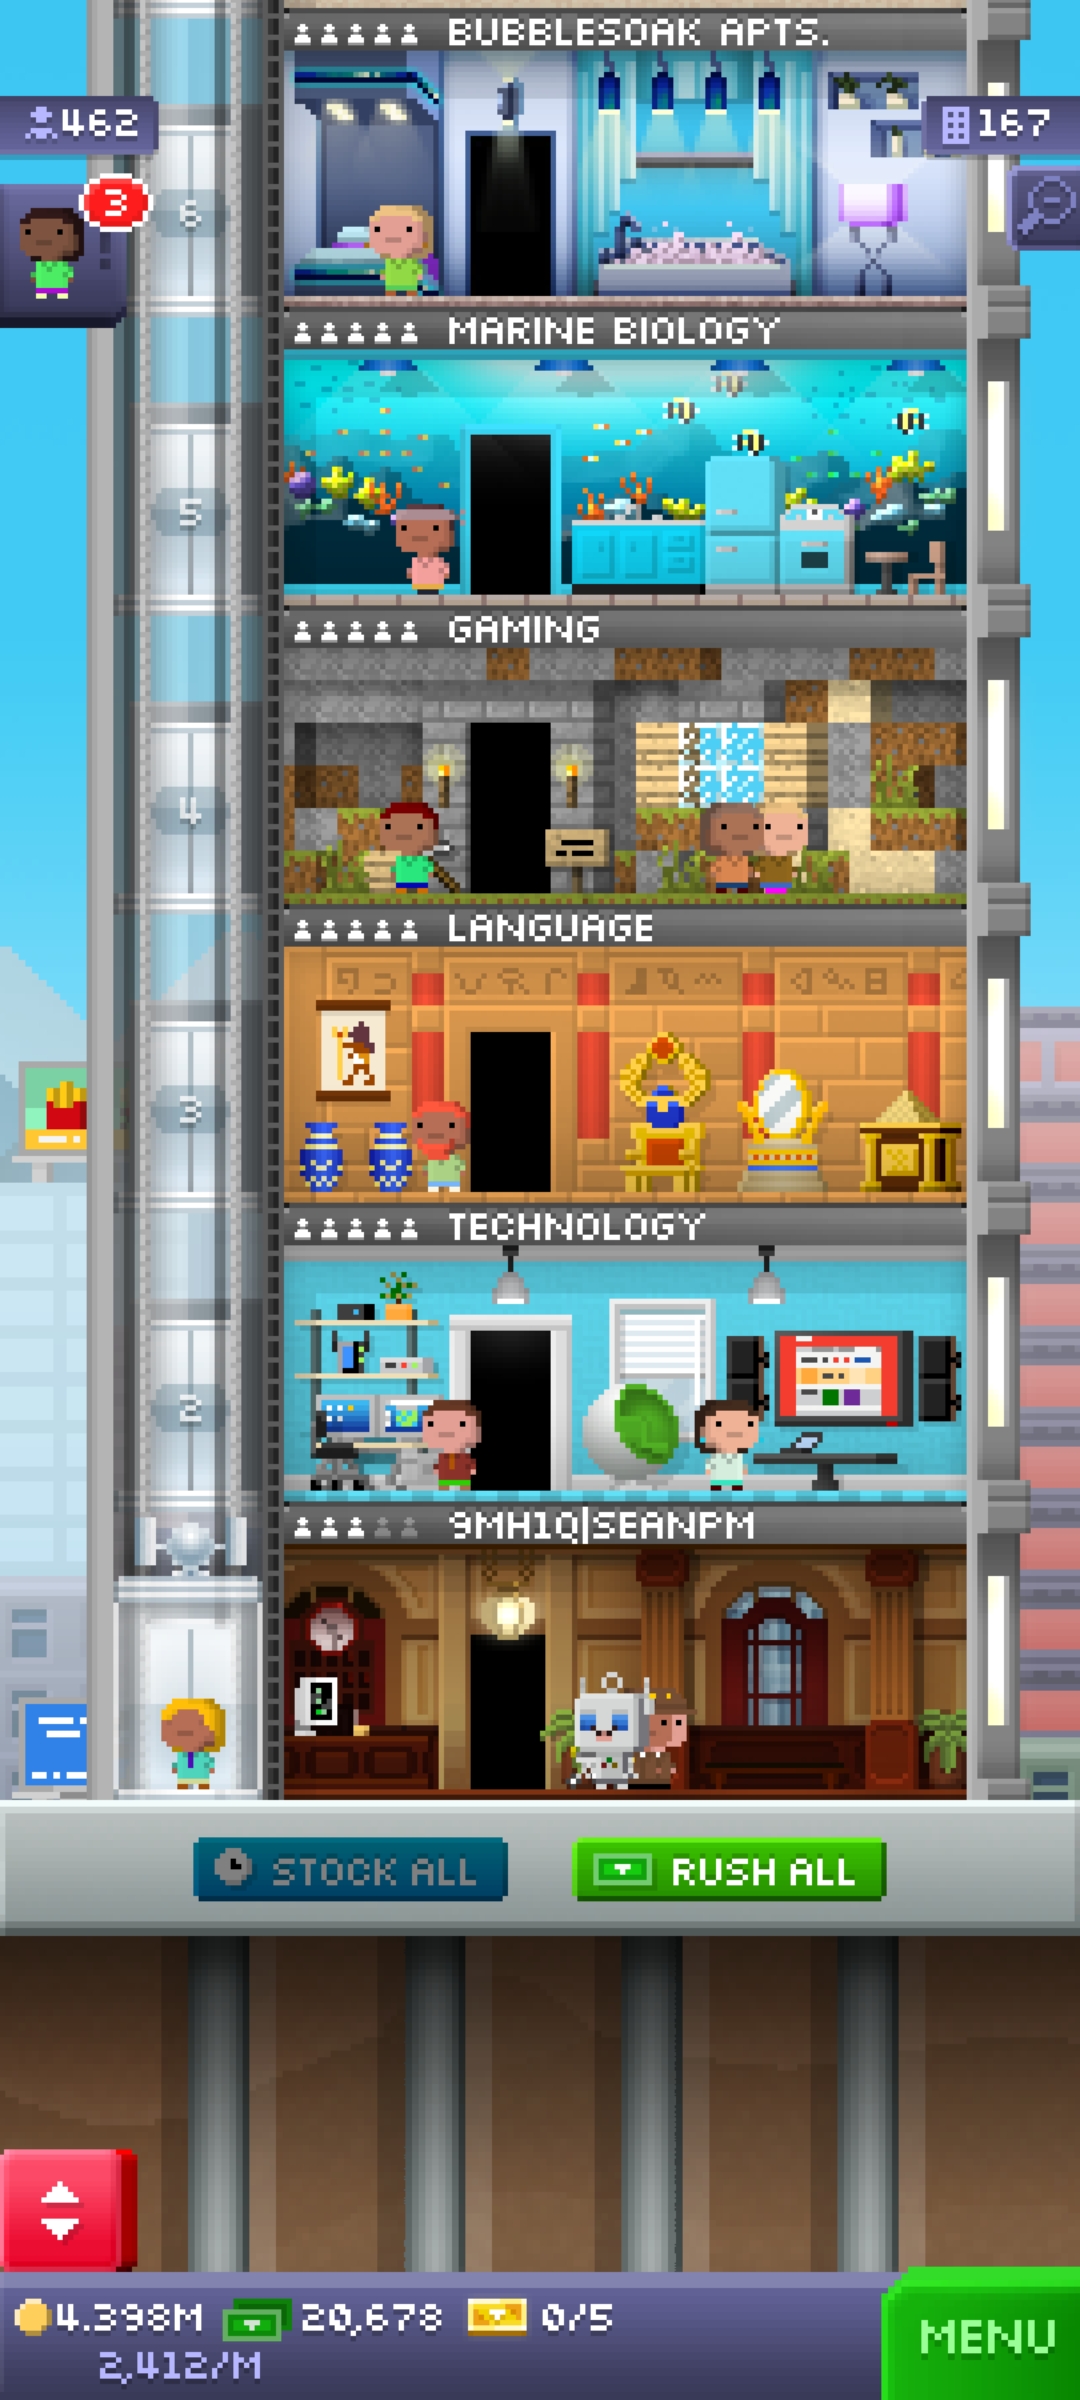 BUBBLESOAK APTS.
462
167
3
6
MARINE BIOLOGY
5
GAMING
4
LANGUAGE
3
TECHNOLOGY
2
9MH1Q|SEANPM
STOCK ALL
RUSH ALL
4.398M 20,678 0/5
2,412/M
MENU